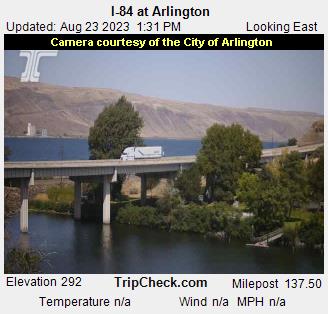 I-84 at Arlington
Updated: Aug 23 2023 1:31 PM Looking East
Camera courtesy of the City of Arlington
Elevation 292 TripCheck.com Milepost 137.50
Temperature n/a Wind n/a MPH n/a